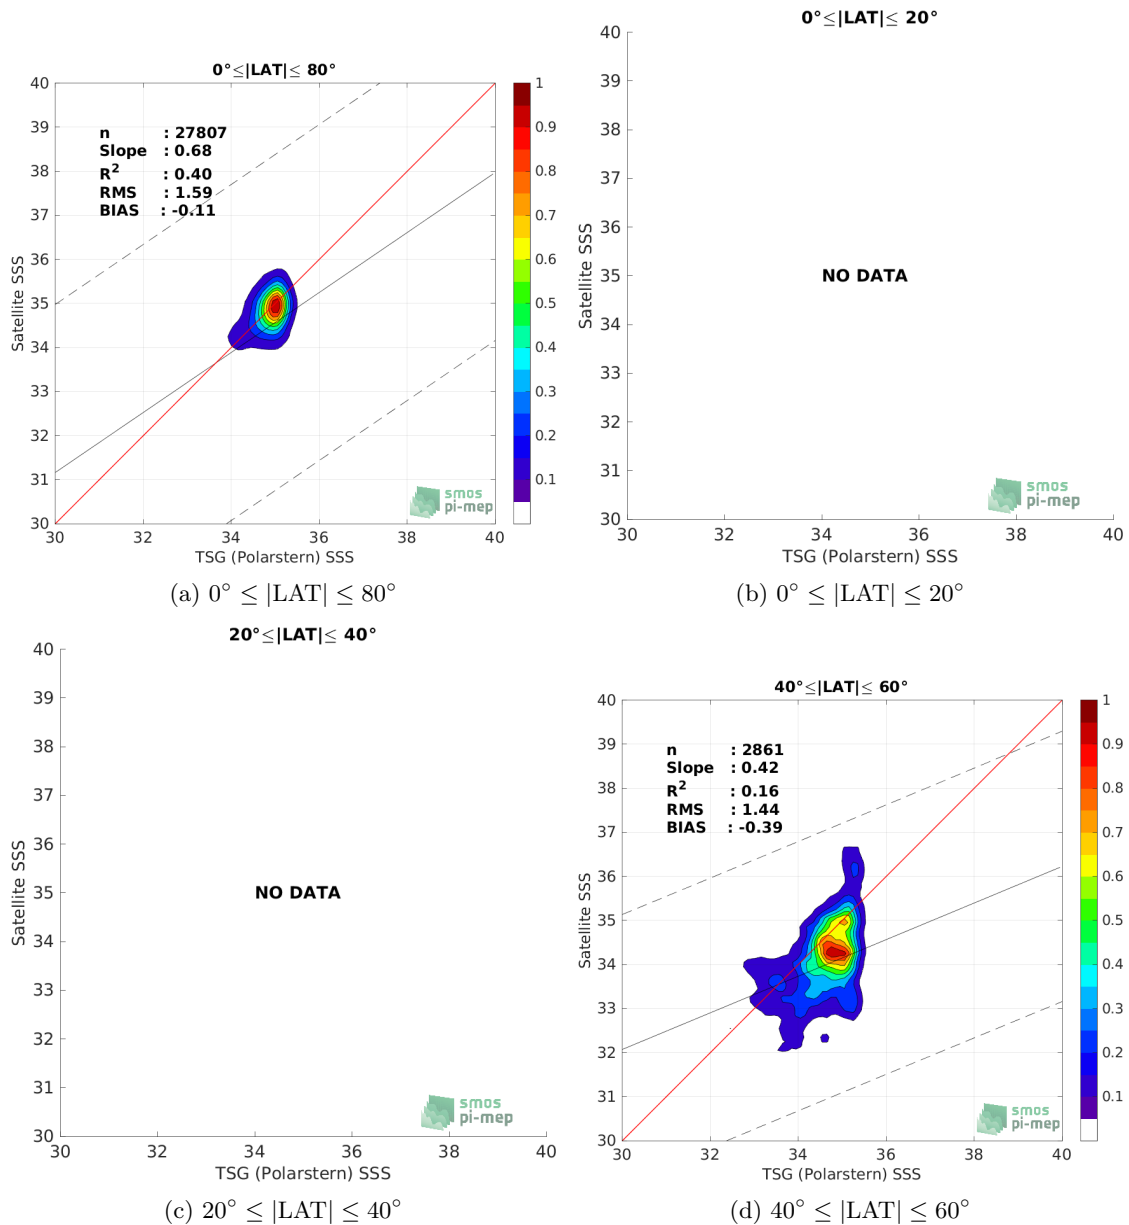 0°≤|LAT|≤ 80°
40
39
38
37
36
35
34
33
32
31
30
n : 27807
Slope : 0.68
R² : 0.40
RMS : 1.59
BIAS : -0.11
1
0.9
0.8
0.7
0.6
0.5
0.4
0.3
0.2
0.1
Satellite SSS
smos
pi-mep
30 32 34 36 38 40
TSG (Polarstern) SSS
(a) 0° ≤ |LAT| ≤ 80°
0°≤|LAT|≤ 20°
40
39
38
37
36
35
34
33
32
31
30
Satellite SSS
NO DATA
smos
pi-mep
30 32 34 36 38 40
TSG (Polarstern) SSS
(b) 0° ≤ |LAT| ≤ 20°
20°≤|LAT|≤ 40°
40
39
38
37
36
35
34
33
32
31
30
Satellite SSS
NO DATA
smos
pi-mep
30 32 34 36 38 40
TSG (Polarstern) SSS
(c) 20° ≤ |LAT| ≤ 40°
40°≤|LAT|≤ 60°
40
39
38
37
36
35
34
33
32
31
30
n : 2861
Slope : 0.42
R² : 0.16
RMS : 1.44
BIAS : -0.39
1
0.9
0.8
0.7
0.6
0.5
0.4
0.3
0.2
0.1
Satellite SSS
smos
pi-mep
30 32 34 36 38 40
TSG (Polarstern) SSS
(d) 40° ≤ |LAT| ≤ 60°